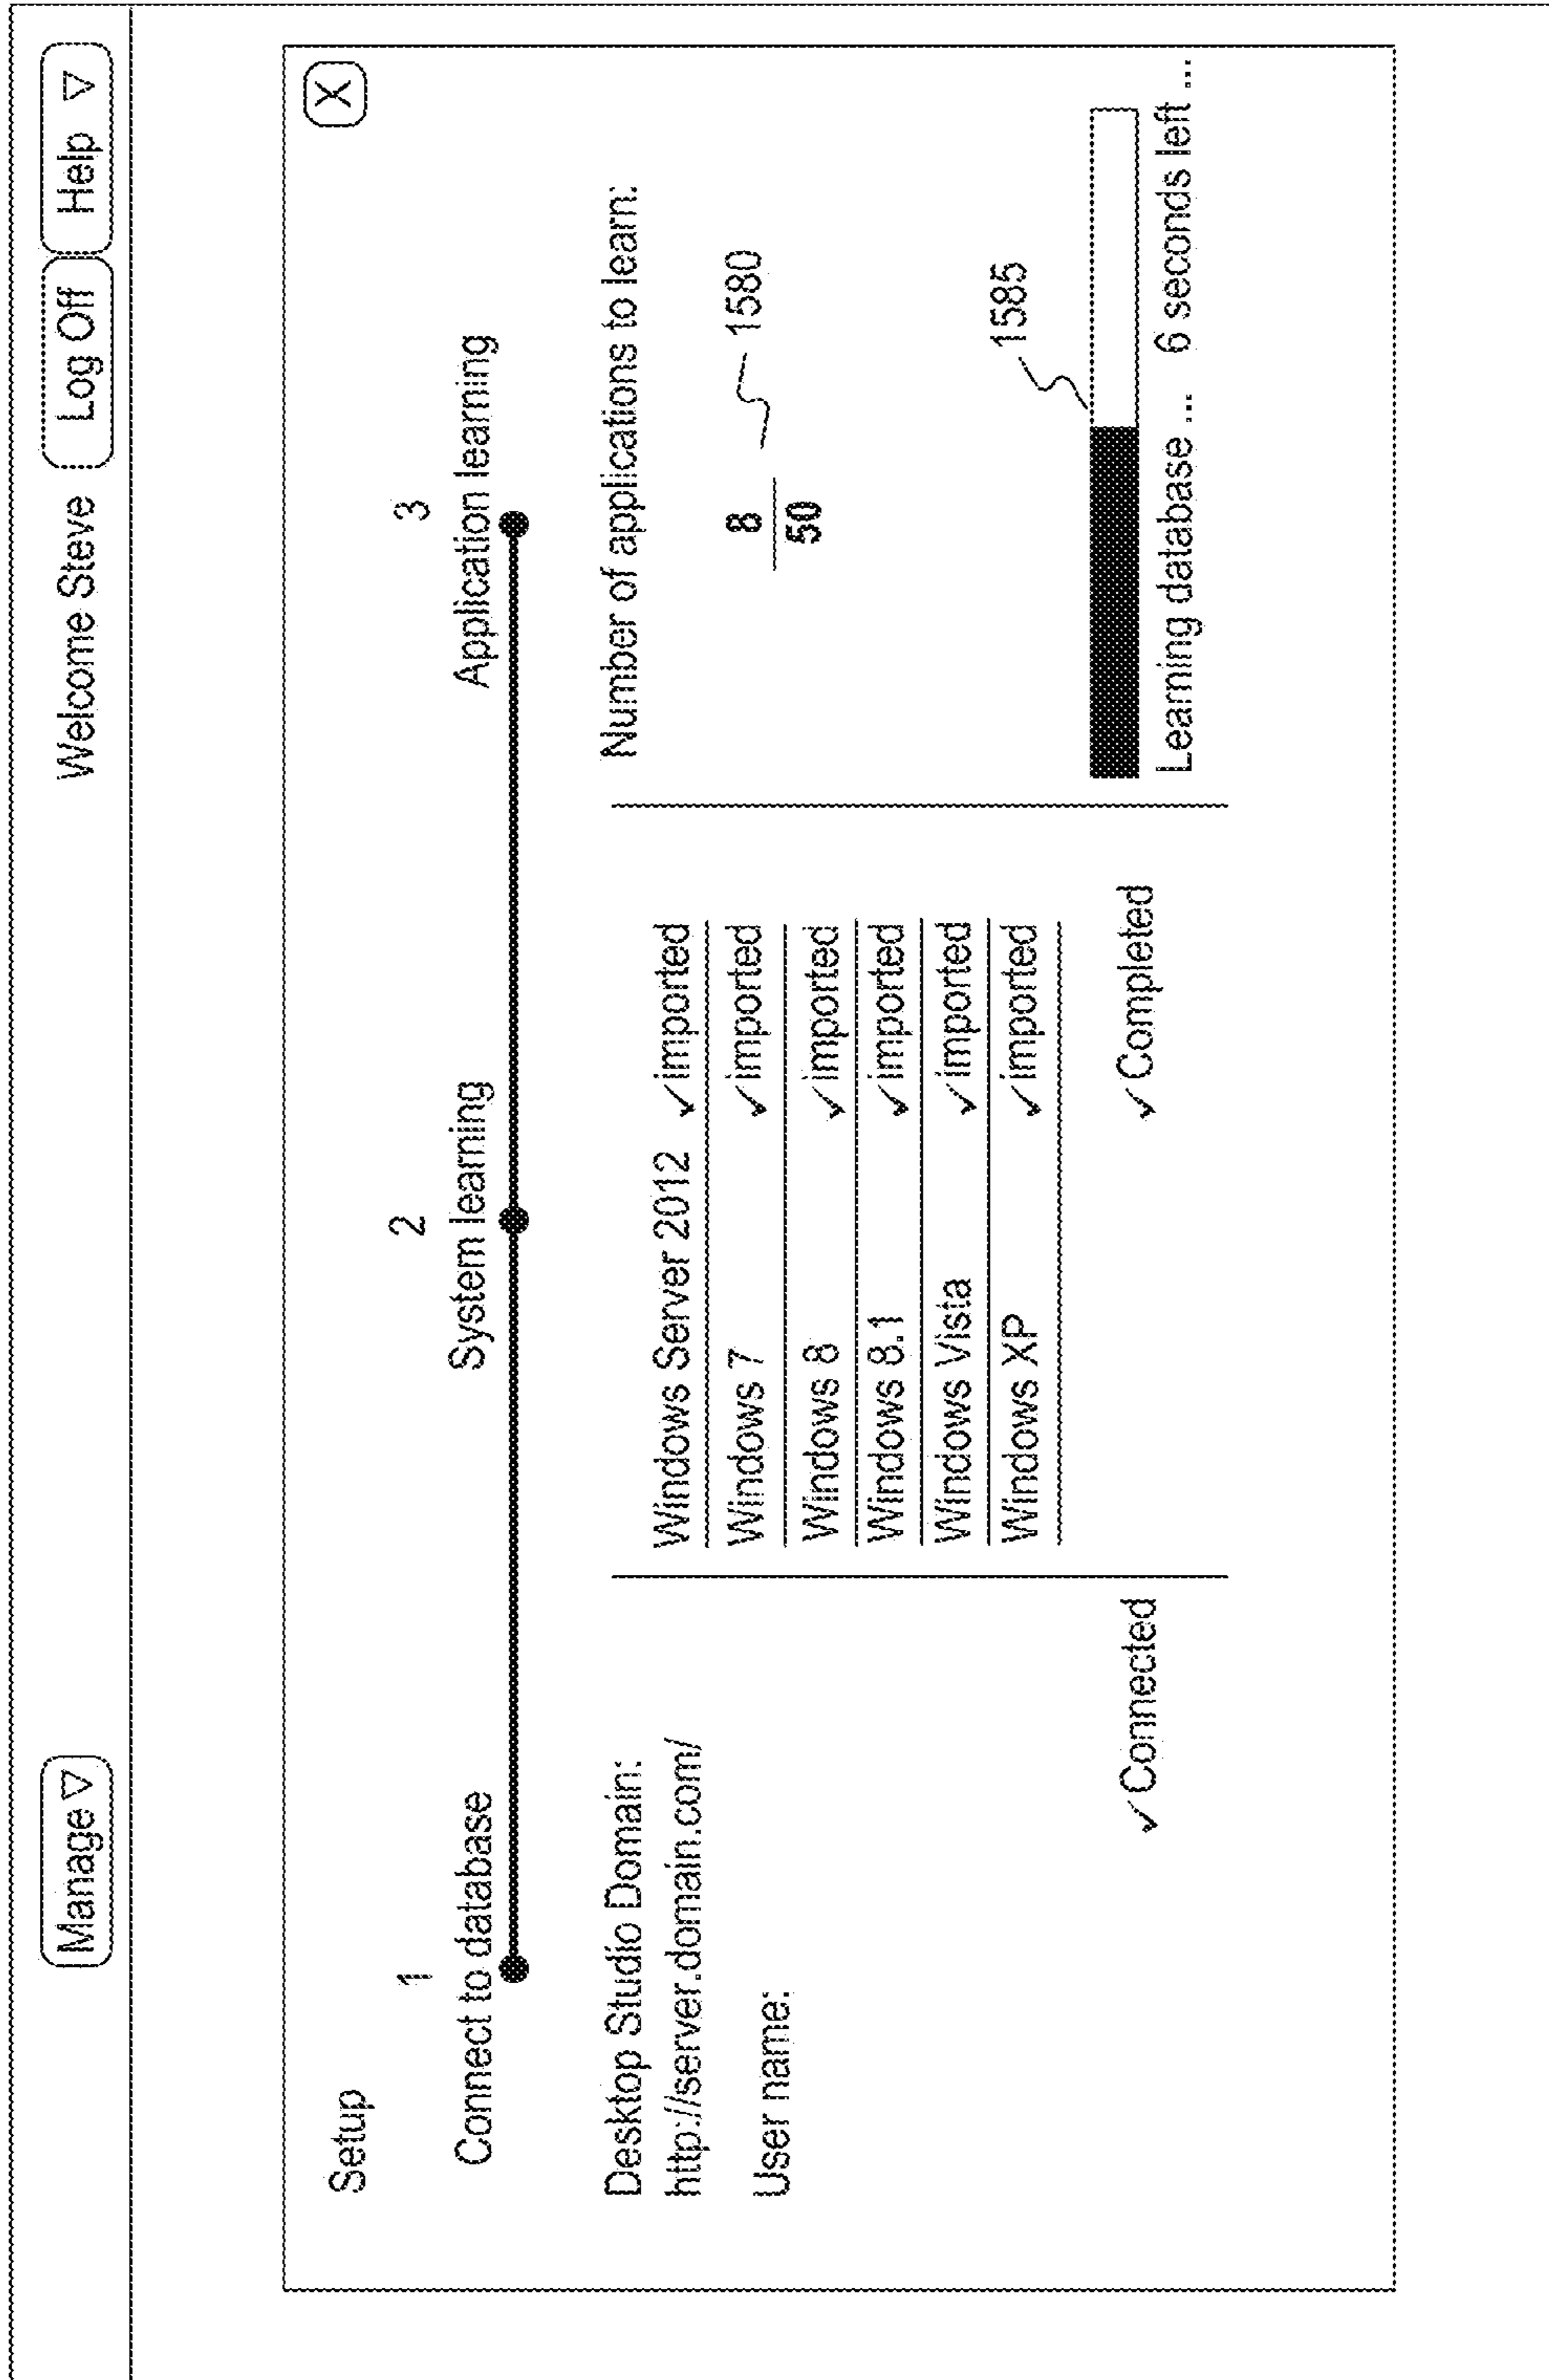 Manage ▽ Welcome Steve Log Off Help ▽
Setup X
1 2 3
Connect to database System learning Application learning
Desktop Studio Domain:
http://server.domain.com/
User name:
✓Connected
Windows Server 2012 ✓imported
Windows 7 ✓imported
Windows 8 ✓imported
Windows 8.1 ✓imported
Windows Vista ✓imported
Windows XP ✓imported
✓Completed
Number of applications to learn:
8
50
1580
1585
Learning database ... 6 seconds left ...